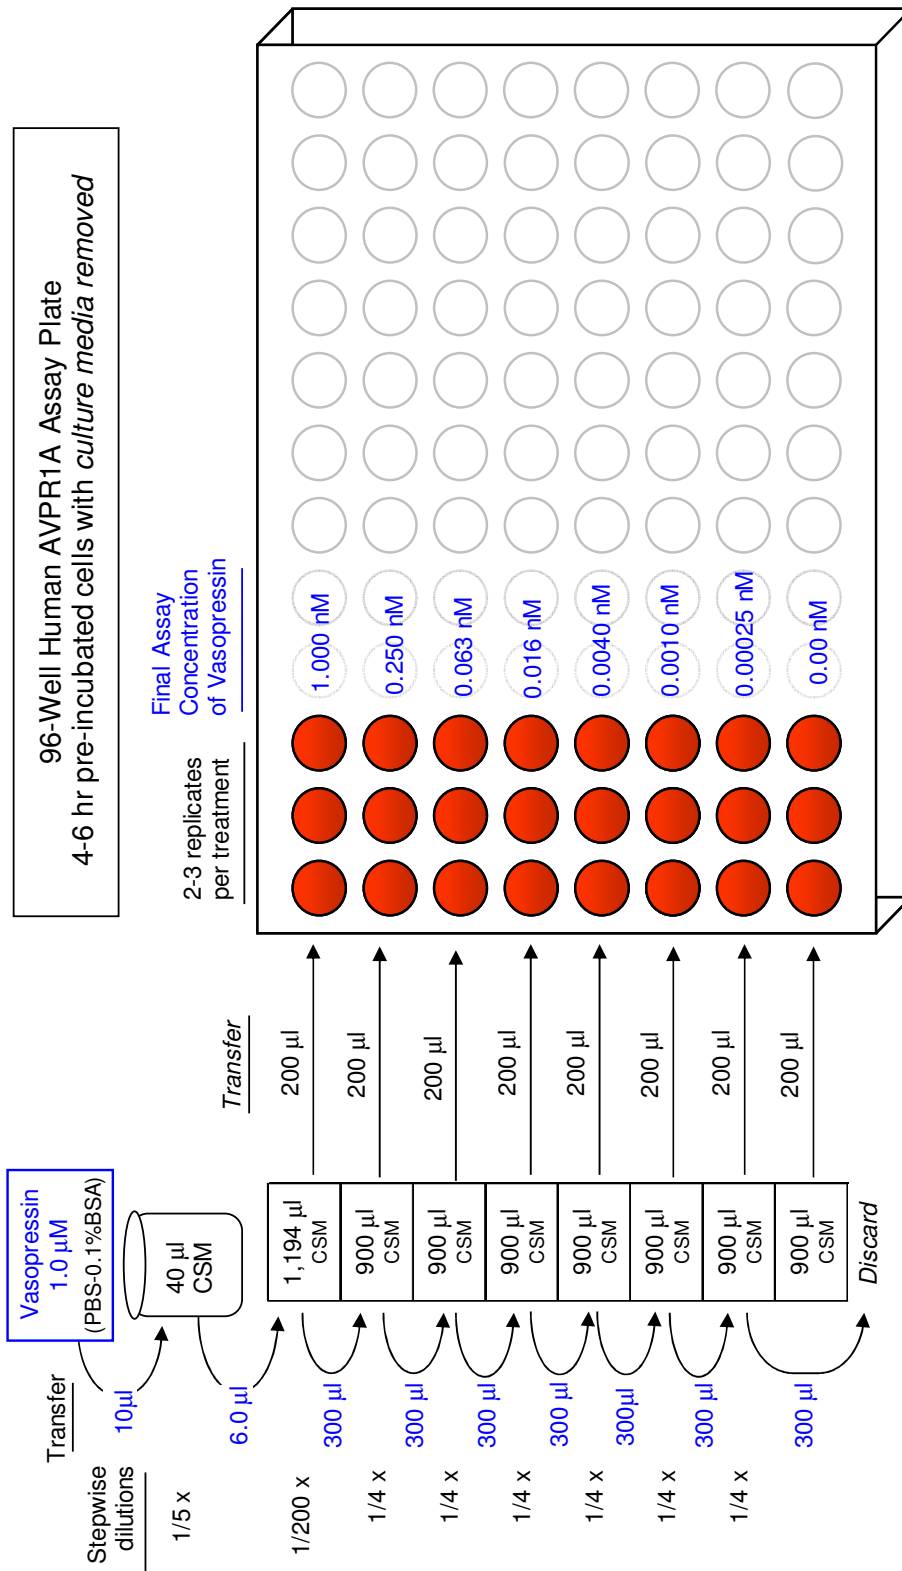 96-Well Human AVPR1A Assay Plate
4-6 hr pre-incubated cells with culture media removed
Stepwise
dilutions
Transfer
Vasopressin
1.0 µM
(PBS-0.1%BSA)
1/5 x
10µl
40 µl
CSM
6.0 µl
Transfer
2-3 replicates
per treatment
Final Assay
Concentration
of Vasopressin
1/200 x
1,194 µl
CSM
200 µl
1.000 nM
300 µl
1/4 x
900 µl
CSM
200 µl
0.250 nM
300 µl
1/4 x
900 µl
CSM
200 µl
0.063 nM
300 µl
1/4 x
900 µl
CSM
200 µl
0.016 nM
300 µl
1/4 x
900 µl
CSM
200 µl
0.0040 nM
300µl
1/4 x
900 µl
CSM
200 µl
0.0010 nM
300 µl
1/4 x
900 µl
CSM
200 µl
0.00025 nM
300 µl
900 µl
CSM
200 µl
0.00 nM
Discard